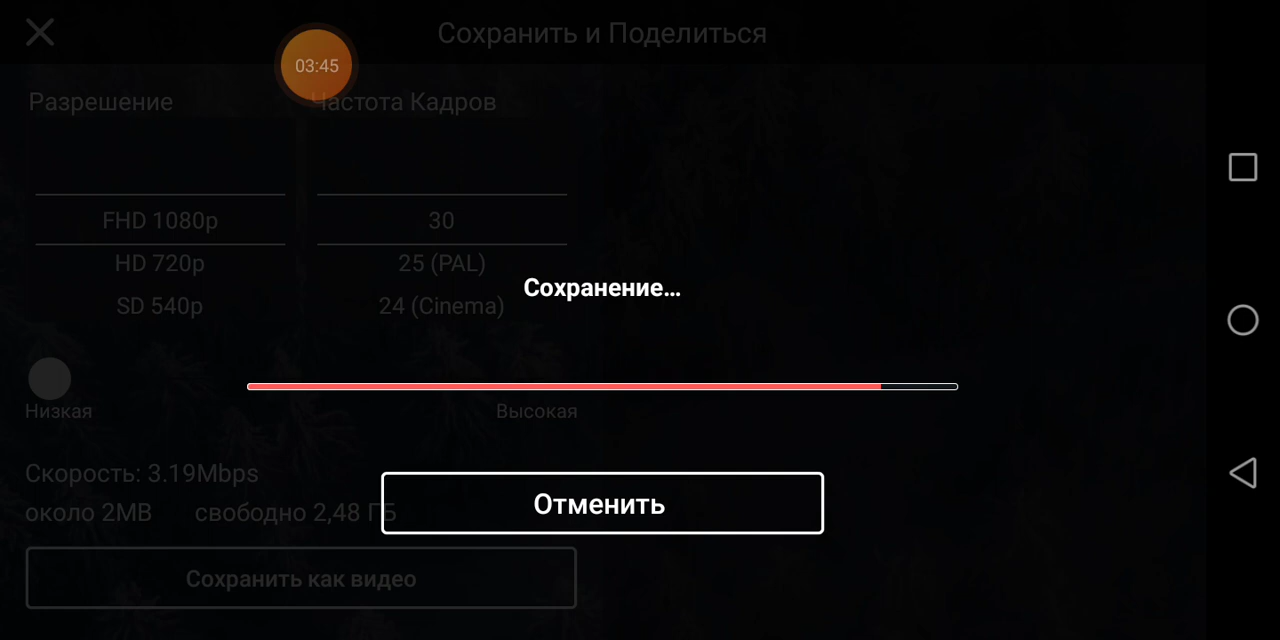 Сохранить и Поделиться
03:45
Разрешение
Частота Кадров
FHD 1080p
30
HD 720p
25 (PAL)
SD 540p
24 (Cinema)
Сохранение...
Низкая
Высокая
Скорость: 3.19Mbps
около 2MB
свободно 2,48 ГБ
Отменить
Сохранить как видео